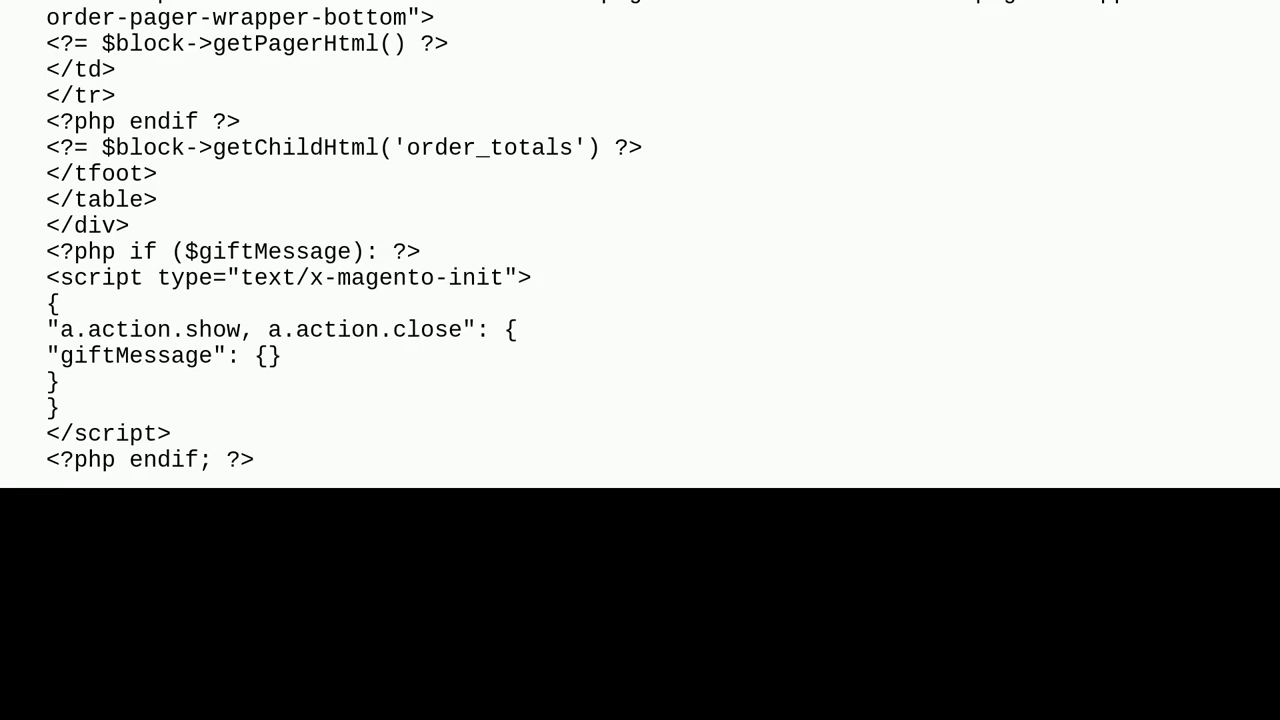 order-pager-wrapper-bottom">
<?= $block->getPagerHtml() ?>
</td>
</tr>
<?php endif ?>
<?= $block->getChildHtml('order_totals') ?>
</tfoot>
</table>
</div>
<?php if ($giftMessage): ?>
<script type="text/x-magento-init">
{
"a.action.show, a.action.close": {
"giftMessage": {}
}
}
</script>
<?php endif; ?>